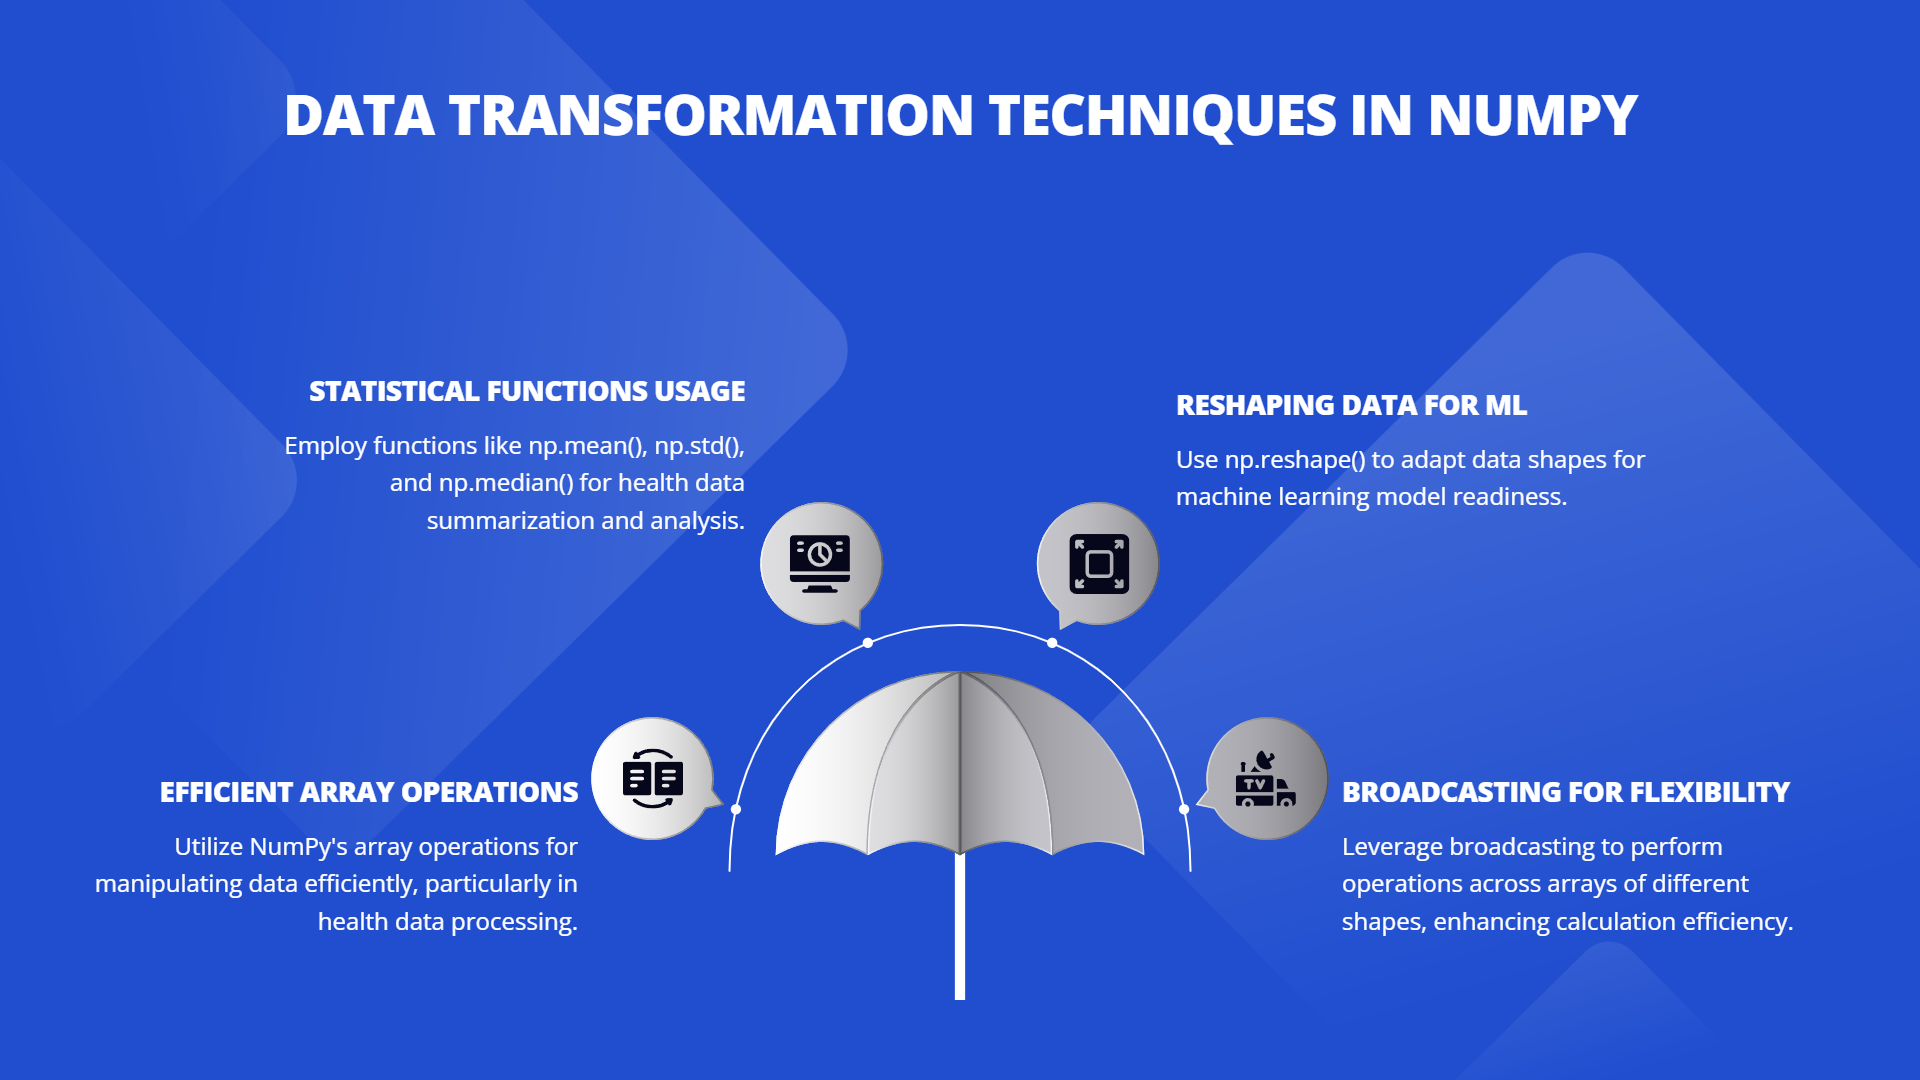 DATA TRANSFORMATION TECHNIQUES IN NUMPY
STATISTICAL FUNCTIONS USAGE
Employ functions like np.mean(), np.std(),
and np.median() for health data
summarization and analysis.
RESHAPING DATA FOR ML
Use np.reshape() to adapt data shapes for
machine learning model readiness.
EFFICIENT ARRAY OPERATIONS
Utilize NumPy's array operations for
manipulating data efficiently, particularly in
health data processing.
TV
BROADCASTING FOR FLEXIBILITY
Leverage broadcasting to perform
operations across arrays of different
shapes, enhancing calculation efficiency.